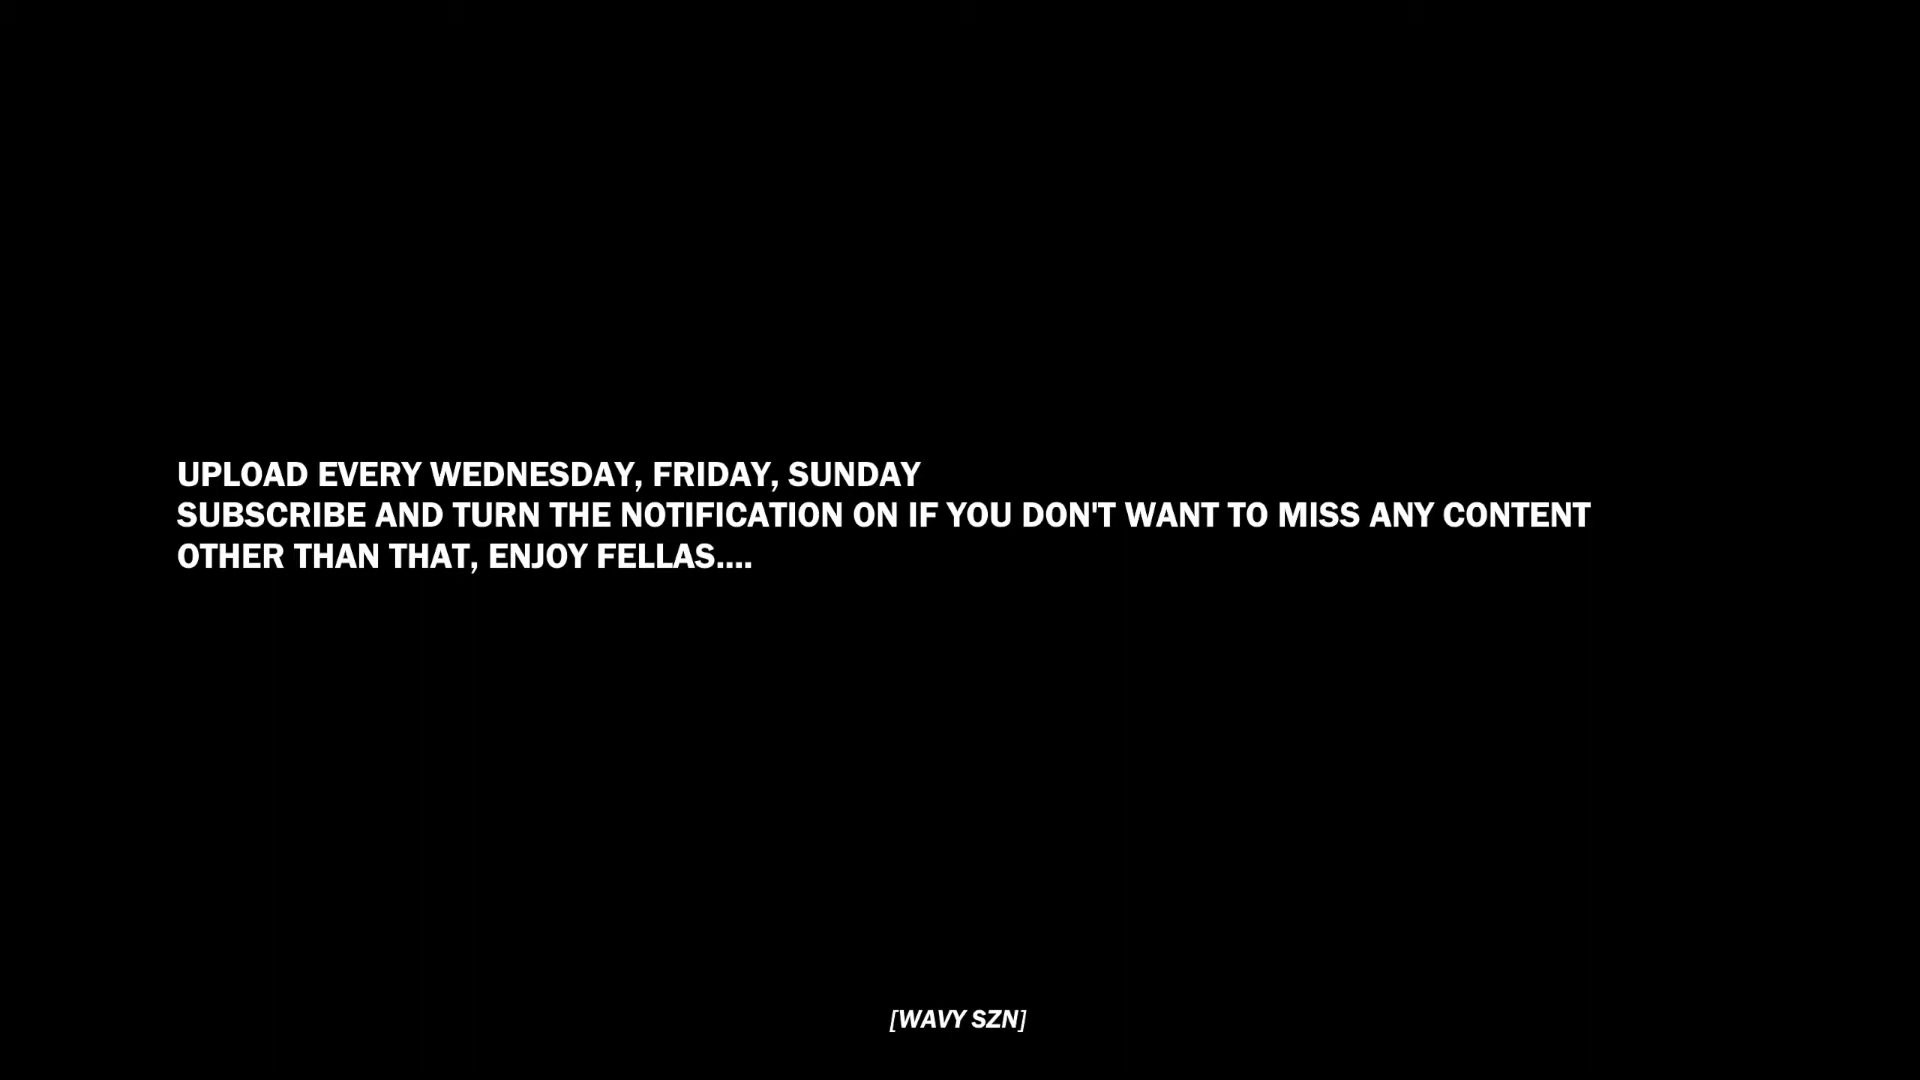 UPLOAD EVERY WEDNESDAY, FRIDAY, SUNDAY
SUBSCRIBE AND TURN THE NOTIFICATION ON IF YOU DON'T WANT TO MISS ANY CONTENT
OTHER THAN THAT, ENJOY FELLAS....
[WAVY SZN]